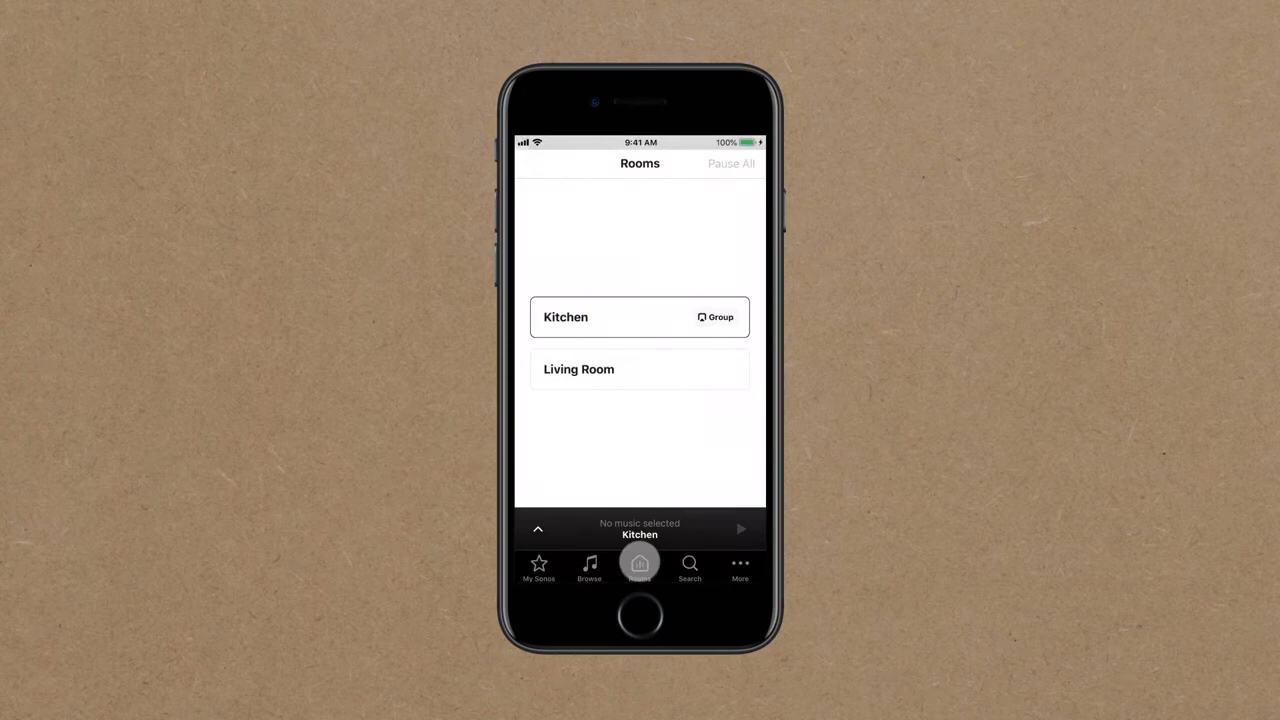 9:41 AM
100%
Rooms
Pause All
Kitchen
Group
Living Room
No music selected
Kitchen
My Sonos
Browse
Rooms
Search
More